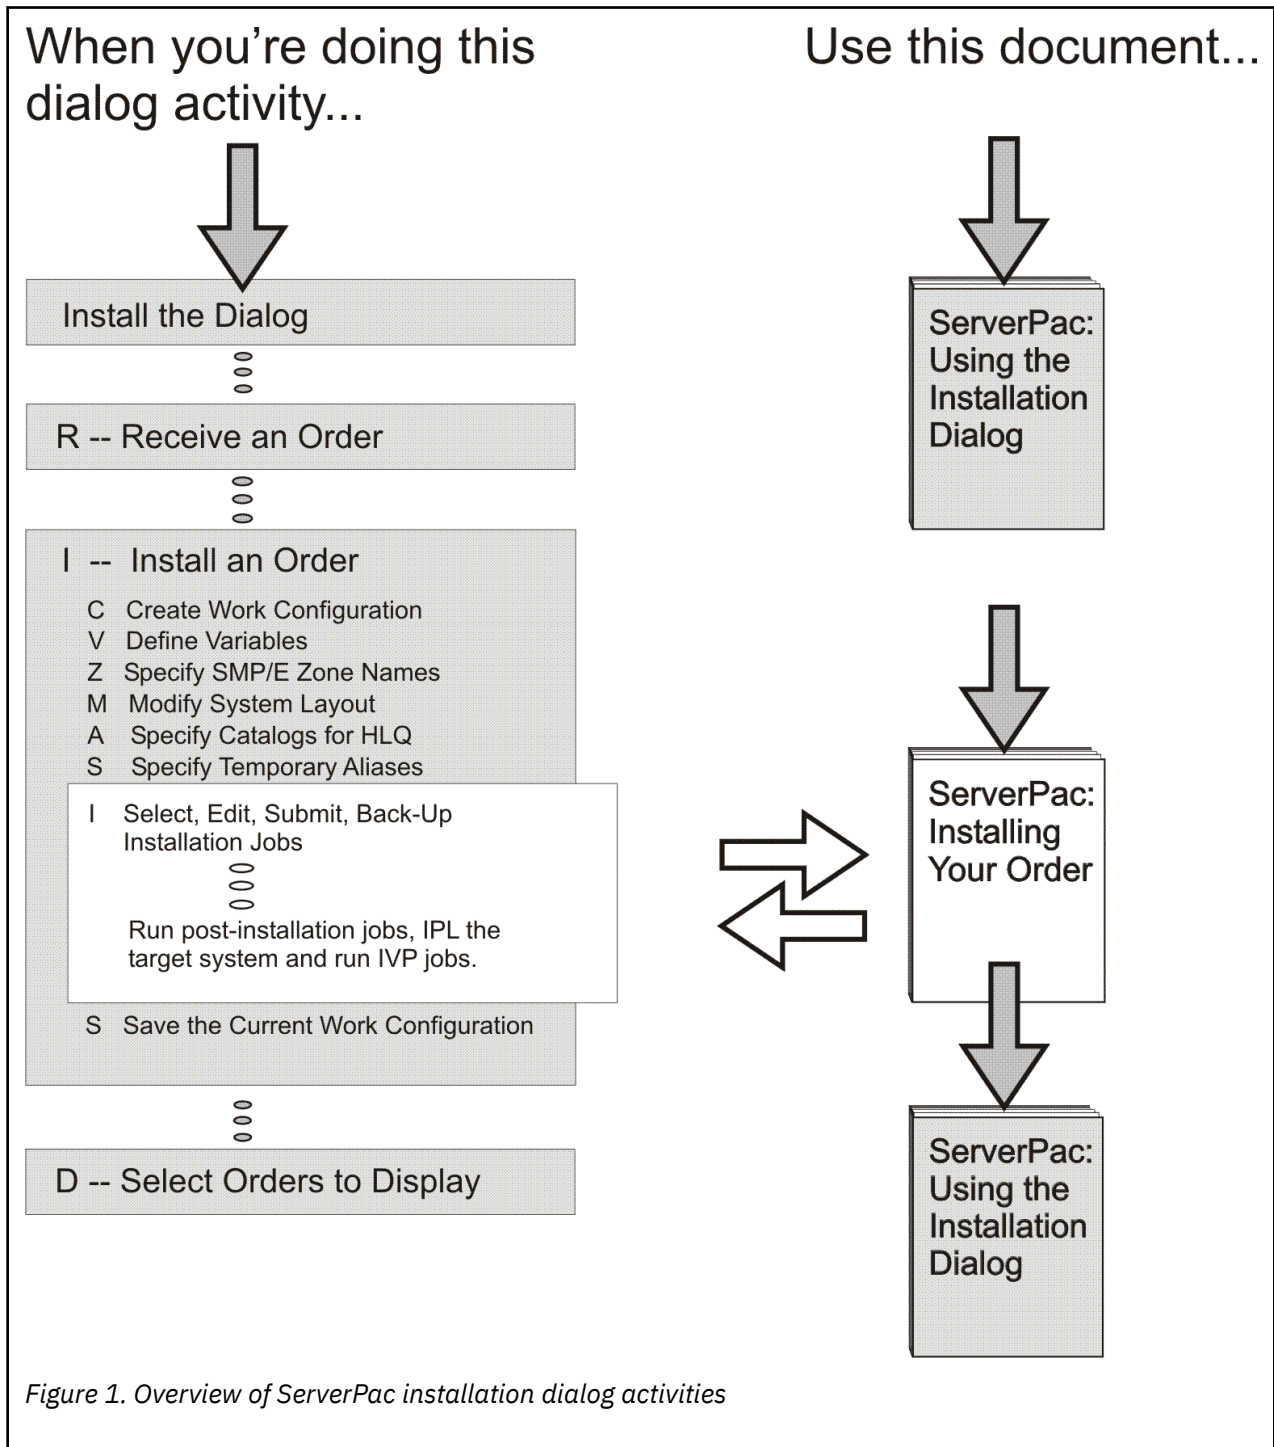 When you’re doing this
dialog activity...
Use this document...
Install the Dialog
R -- Receive an Order
I -- Install an Order
C Create Work Configuration
V Define Variables
Z Specify SMP/E Zone Names
M Modify System Layout
A Specify Catalogs for HLQ
S Specify Temporary Aliases
I Select, Edit, Submit, Back-Up
Installation Jobs
Run post-installation jobs, IPL the
target system and run IVP jobs.
S Save the Current Work Configuration
D -- Select Orders to Display
ServerPac:
Using the
Installation
Dialog
ServerPac:
Installing
Your Order
ServerPac:
Using the
Installation
Dialog
Figure 1. Overview of ServerPac installation dialog activities